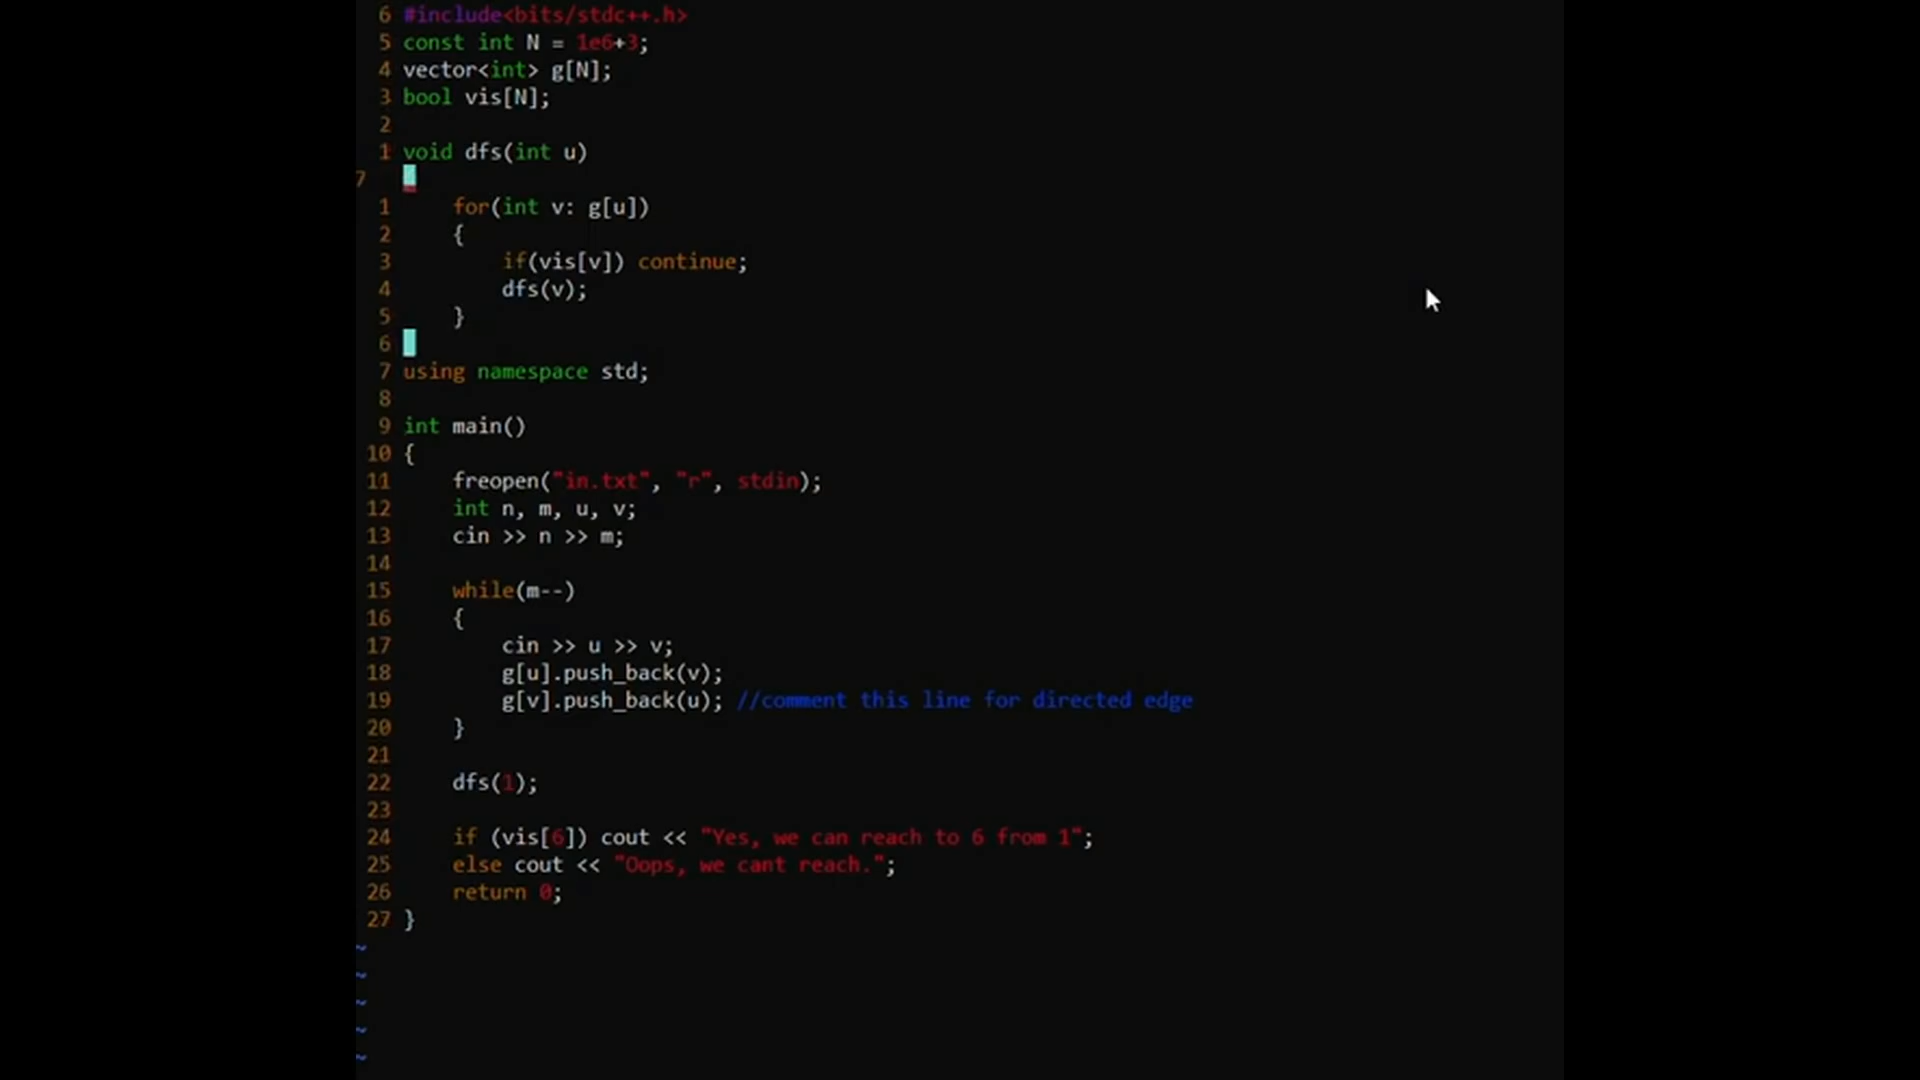 6 #include<bits/stdc++.h>
5 const int N = 1e6+3;
4 vector<int> g[N];
3 bool vis[N];
2
1 void dfs(int u)
7
1     for(int v: g[u])
2     {
3         if(vis[v]) continue;
4         dfs(v);
5     }
6
7 using namespace std;
8
9 int main()
10 {
11     freopen("in.txt", "r", stdin);
12     int n, m, u, v;
13     cin >> n >> m;
14
15     while(m--)
16     {
17         cin >> u >> v;
18         g[u].push_back(v);
19         g[v].push_back(u); //comment this line for directed edge
20     }
21
22     dfs(1);
23
24     if (vis[6]) cout << "Yes, we can reach to 6 from 1";
25     else cout << "Oops, we cant reach.";
26     return 0;
27 }
~
~
~
~
~